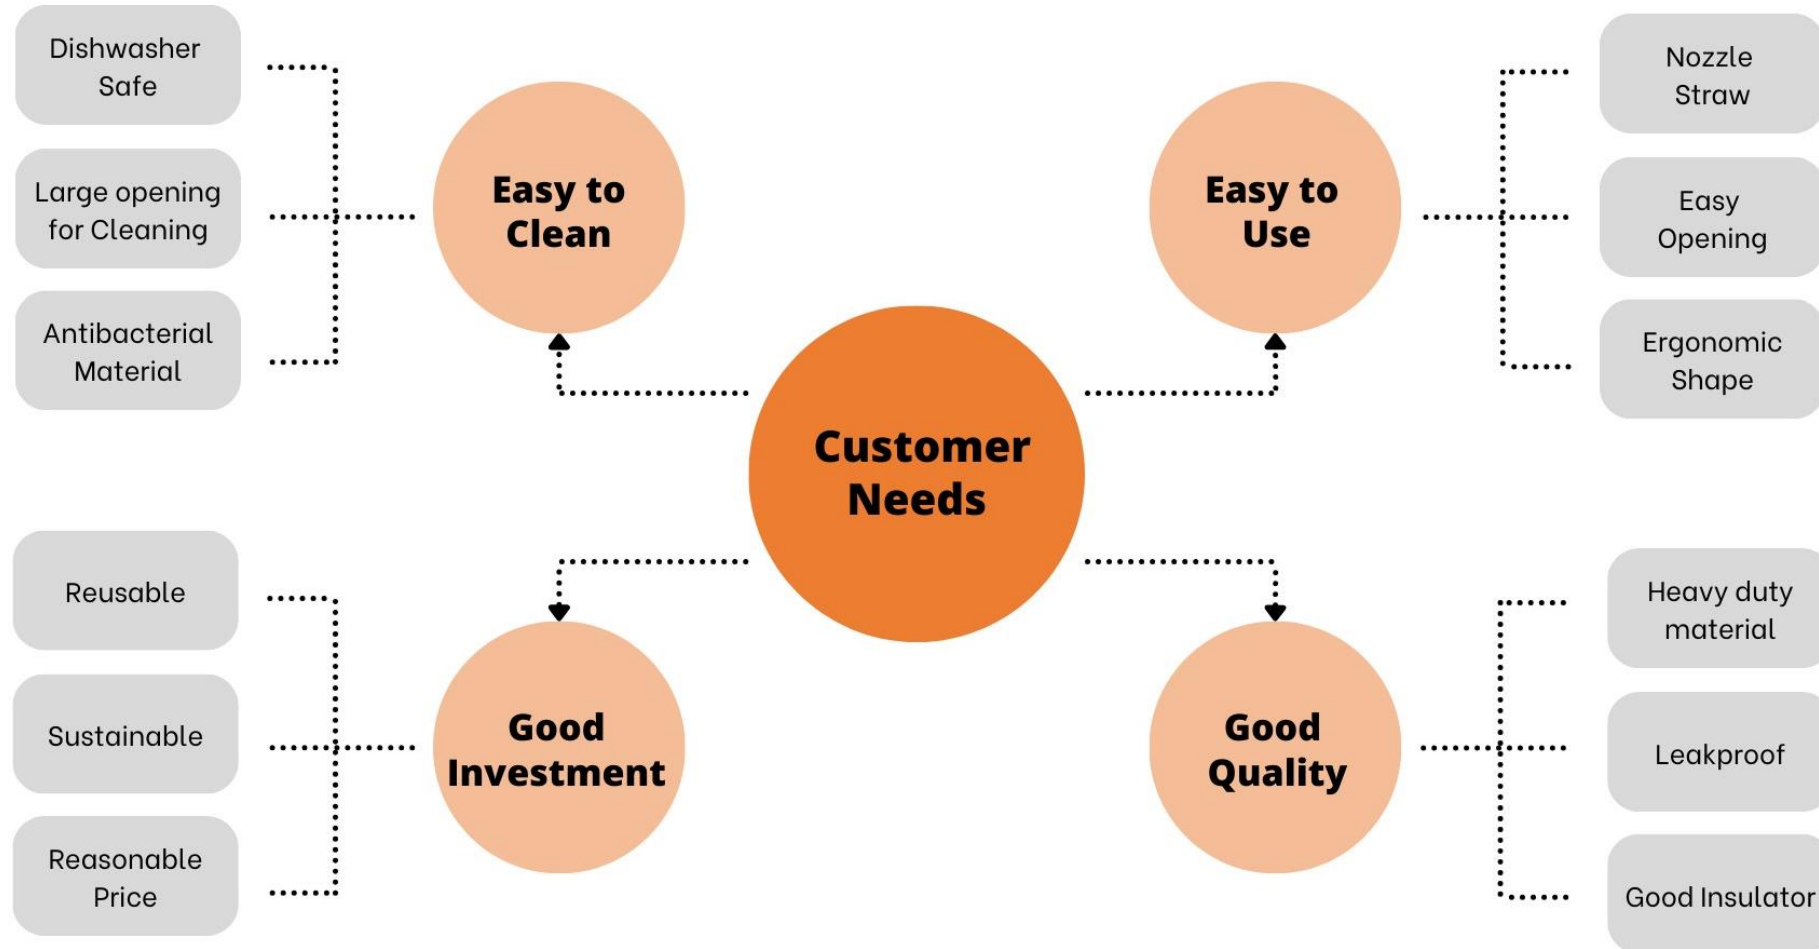 Dishwasher
Safe
Large opening
for Cleaning
Antibacterial
Material
Easy to
Clean
Easy to
Use
Nozzle
Straw
Easy
Opening
Ergonomic
Shape
Customer
Needs
Reusable
Sustainable
Reasonable
Price
Good
Investment
Good
Quality
Heavy duty
material
Leakproof
Good Insulator